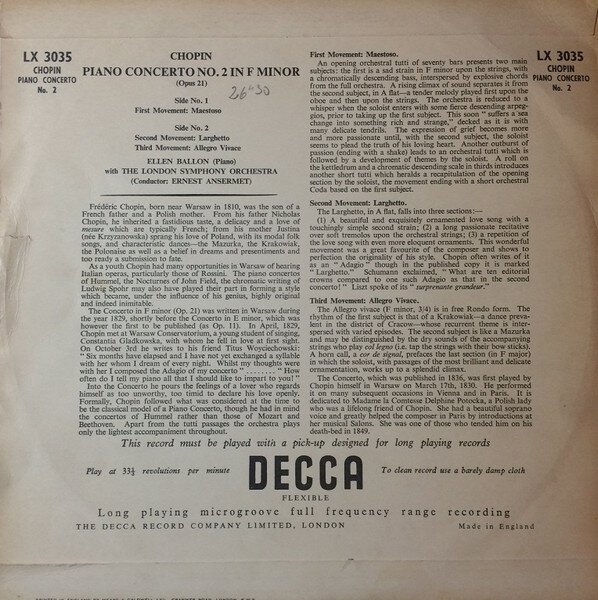 LX 3035
CHOPIN
PIANO CONCERTO
No. 2
CHOPIN
PIANO CONCERTO NO. 2 IN F MINOR
(Opus 21)
26"30
Side No. 1
First Movement: Maestoso
Side No. 2
Second Movement: Larghetto
Third Movement: Allegro Vivace
ELLEN BALLON (Piano)
with THE LONDON SYMPHONY ORCHESTRA
(Conductor: ERNEST ANSERMET)
Frédéric Chopin, born near Warsaw in 1810, was the son of a
French father and a Polish mother. From his father Nicholas
Chopin, he inherited a fastidious taste, a delicacy and a love of
mesure which are typically French; from his mother Justina
(née Krzyzanowska) sprang his love of Poland, with its modal folk
songs, and characteristic dances—the Mazurka, the Krakowiak,
the Polonaise as well as a belief in dreams and presentiments and
too ready a submission to fate.
As a youth Chopin had many opportunities in Warsaw of hearing
Italian operas, particularly those of Rossini. The piano concertos
of Hummel, the Nocturnes of John Field, the chromatic writing of
Ludwig Spohr may also have played their part in forming a style
which became, under the influence of his genius, highly original
and indeed inimitable.
The Concerto in F minor (Op. 21) was written in Warsaw during
the year 1829, shortly before the Concerto in E minor, which was
however the first to be published (as Op. 11). In April, 1829,
Chopin met at Warsaw Conservatorium, a young student of singing,
Constantia Gladkowska, with whom he fell in love at first sight.
On October 3rd he writes to his friend Titus Woyciechowski:
" Six months have elapsed and I have not yet exchanged a syllable
with her whom I dream of every night. Whilst my thoughts were
with her I composed the Adagio of my concerto " ........ " How
often do I tell my piano all that I should like to impart to you! "
Into the Concerto he pours the feelings of a lover who regards
himself as too unworthy, too timid to declare his love openly.
Formally, Chopin followed what was considered at the time to
be the classical model of a Piano Concerto, though he had in mind
the concertos of Hummel rather than those of Mozart and
Beethoven. Apart from the tutti passages the orchestra plays
only the lightest accompaniment throughout.
First Movement: Maestoso.
An opening orchestral tutti of seventy bars presents two main
subjects: the first is a sad strain in F minor upon the strings, with
a chromatically descending bass, interspersed by explosive chords
from the full orchestra. A rising climax of sound separates it from
the second subject, in A flat—a tender melody played first upon the
oboe and then upon the strings. The orchestra is reduced to a
whisper when the soloist enters with some fierce descending arpeg-
gios, prior to taking up the first subject. This soon " suffers a sea
change into something rich and strange," decked as it is with
many delicate tendrils. The expression of grief becomes more
and more passionate until, with the second subject, the soloist
seems to plead the truth of his loving heart. Another outburst of
passion (ending with a shake) leads to an orchestral tutti which is
followed by a development of themes by the soloist. A roll on
the kettledrum and a chromatic descending scale in thirds introduces
another short tutti which heralds a recapitulation of the opening
section by the soloist, the movement ending with a short orchestral
Coda based on the first subject.
Second Movement: Larghetto.
The Larghetto, in A flat, falls into three sections:—
(1) A beautiful and exquisitely ornamented love song with a
touchingly simple second strain; (2) a long passionate recitative
over soft tremolos upon the orchestral strings; (3) a repetition of
the love song with even more eloquent ornaments. This wonderful
movement was a great favourite of the composer and shows to
perfection the originality of his style. Chopin often writes of it
as an " Adagio " though in the published copy it is marked
" Larghetto." Schumann exclaimed, " What are ten editorial
crowns compared to one such Adagio as that in the second
concerto! " Liszt spoke of its " surprenante grandeur."
Third Movement: Allegro Vivace.
The Allegro vivace (F minor, 3/4) is in free Rondo form. The
rhythm of the first subject is that of a Krakowiak—a dance preva-
lent in the district of Cracow—whose recurrent theme is inter-
spersed with varied episodes. The second subject is like a Mazurka
and may be distinguished by the dry sounds of the accompanying
strings who play col legno (i.e. tap the strings with their bow sticks).
A horn call, a cor de signal, prefaces the last section (in F major)
in which the soloist, with passages of the most brilliant and delicate
ornamentation, works up to a splendid climax.
The Concerto, which was published in 1836, was first played by
Chopin himself in Warsaw on March 17th, 1830. He performed
it on many subsequent occasions in Vienna and in Paris. It is
dedicated to Madame la Comtesse Delphine Potocka, a Polish lady
who was a lifelong friend of Chopin. She had a beautiful soprano
voice and greatly helped the composer in Paris by introductions at
her musical Salons. She was one of those who tended him on his
death-bed in 1849.
LX 3035
CHOPIN
PIANO CONCERTO
No. 2
This record must be played with a pick-up designed for long playing records
Play at 33⅓ revolutions per minute
DECCA
FLEXIBLE
To clean record use a barely damp cloth
Long playing microgroove full frequency range recording
THE DECCA RECORD COMPANY LIMITED, LONDON
Made in England